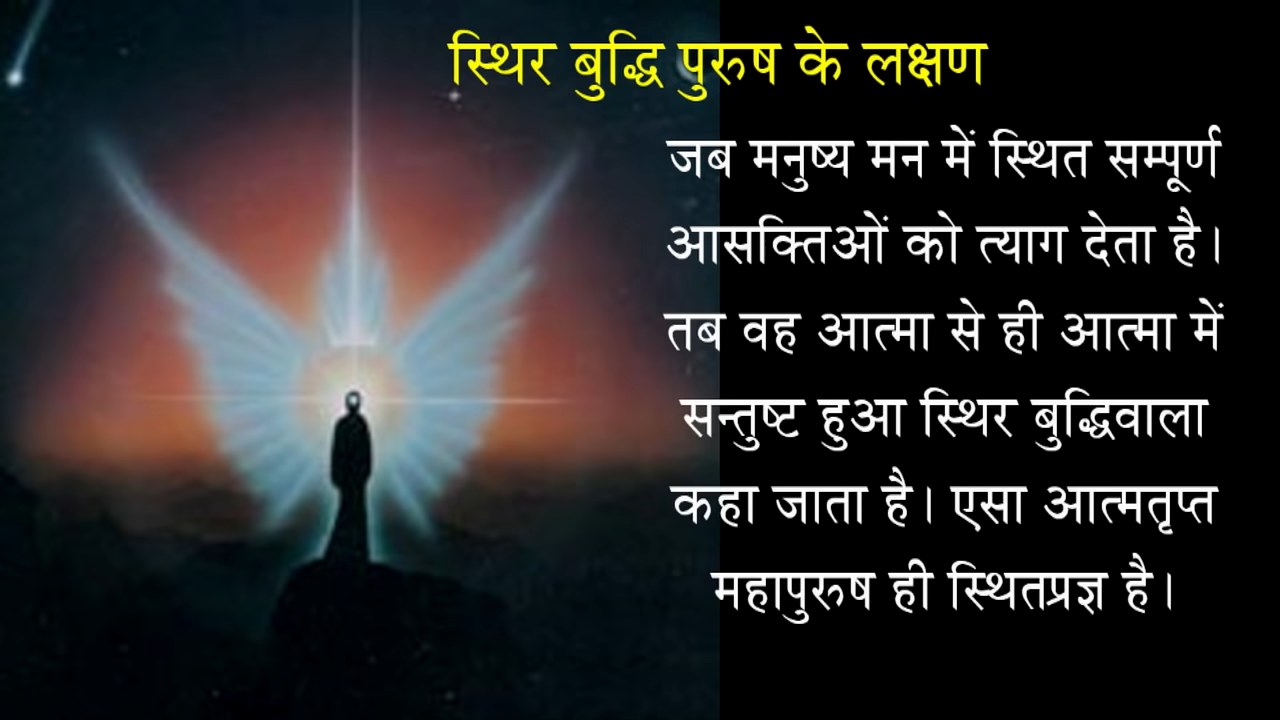 स्थिर बुद्धि पुरूष के लक्षण
जब मनुष्य मन में स्थित सम्पूर्ण
आसक्तिओं को त्याग देता है।
तब वह आत्मा से ही आत्मा में
सन्तुष्ट हुआ स्थिर बुद्धिवाला
कहा जाता है। एसा आत्मतृप्त
महापुरूष ही स्थितप्रज्ञ है।